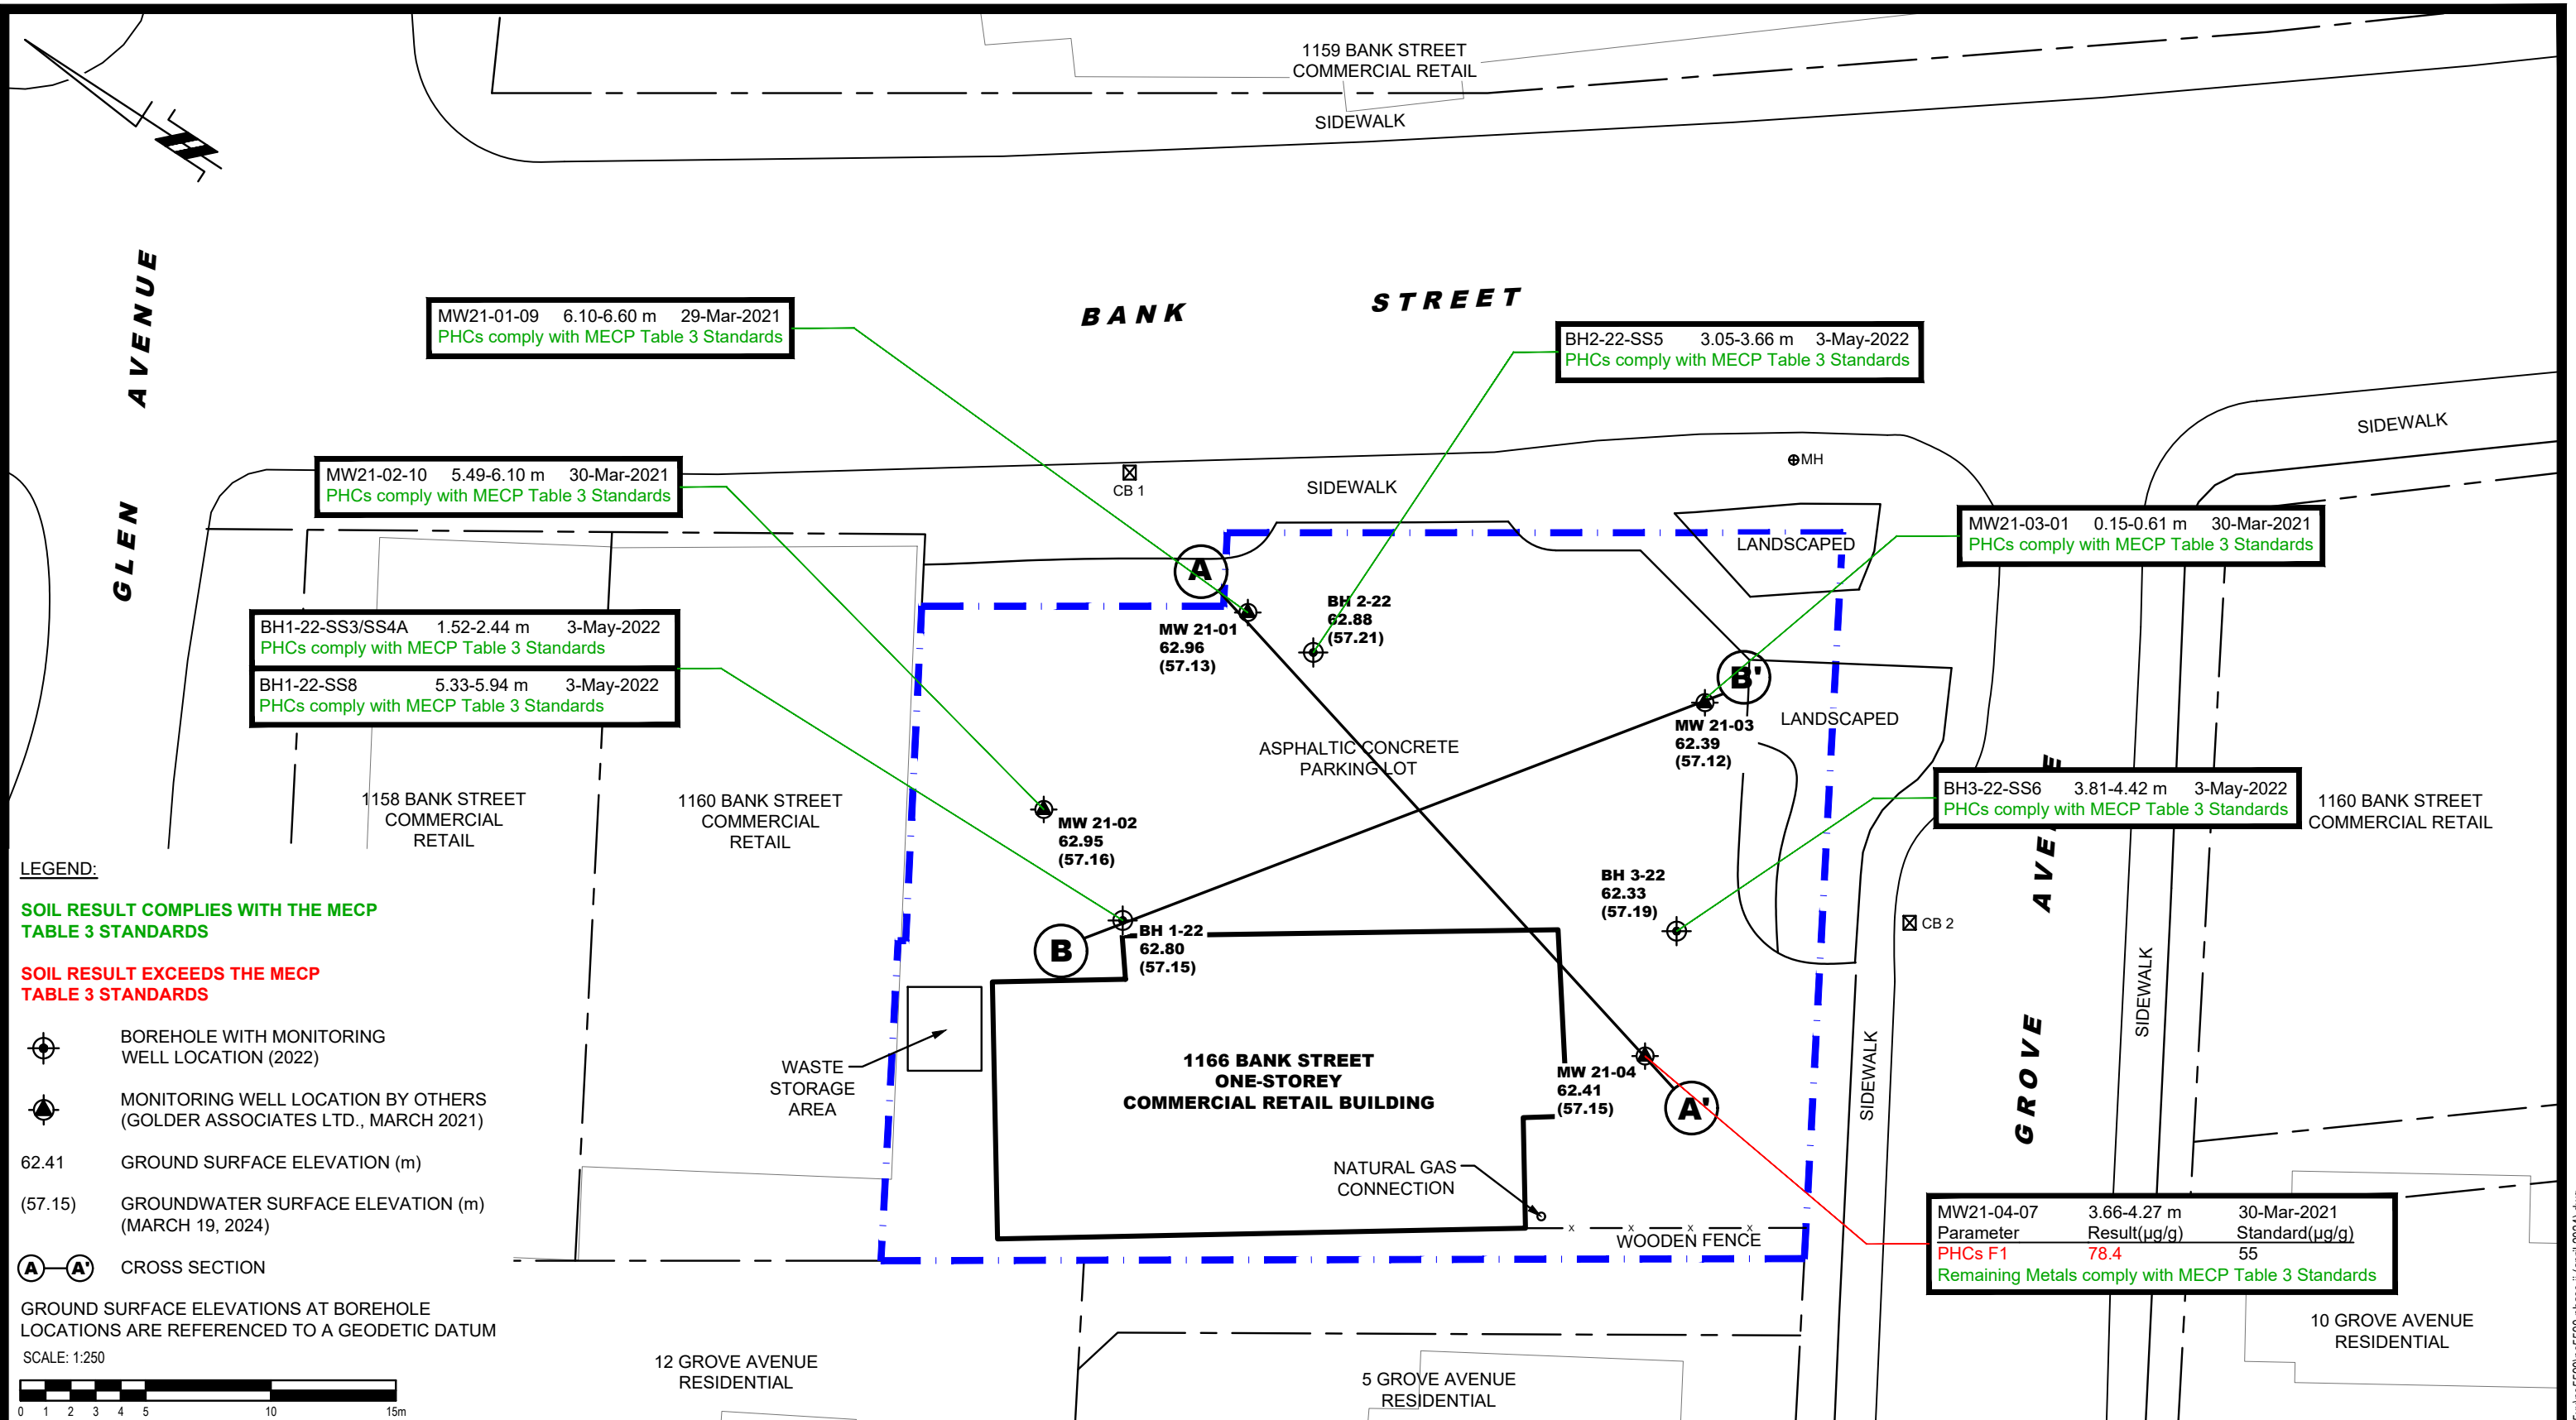 1159 BANK STREET
COMMERCIAL RETAIL
SIDEWALK
GLEN AVENUE
BANK STREET
MW21-01-09 6.10-6.60 m 29-Mar-2021
PHCs comply with MECP Table 3 Standards
BH2-22-SS5 3.05-3.66 m 3-May-2022
PHCs comply with MECP Table 3 Standards
SIDEWALK
MW21-02-10 5.49-6.10 m 30-Mar-2021
PHCs comply with MECP Table 3 Standards
CB 1
SIDEWALK
MH
MW21-03-01 0.15-0.61 m 30-Mar-2021
PHCs comply with MECP Table 3 Standards
LANDSCAPED
A
BH1-22-SS3/SS4A 1.52-2.44 m 3-May-2022
PHCs comply with MECP Table 3 Standards
BH1-22-SS8 5.33-5.94 m 3-May-2022
PHCs comply with MECP Table 3 Standards
MW 21-01
62.96
(57.13)
BH 2-22
62.88
(57.21)
B'
MW 21-03
62.39
(57.12)
LANDSCAPED
ASPHALTIC CONCRETE
PARKING LOT
1158 BANK STREET
COMMERCIAL
RETAIL
1160 BANK STREET
COMMERCIAL
RETAIL
MW 21-02
62.95
(57.16)
BH3-22-SS6 3.81-4.42 m 3-May-2022
PHCs comply with MECP Table 3 Standards
1160 BANK STREET
COMMERCIAL RETAIL
BH 3-22
62.33
(57.19)
CB 2
B
BH 1-22
62.80
(57.15)
GROVE
SIDEWALK
SIDEWALK
WASTE
STORAGE
AREA
1166 BANK STREET
ONE-STOREY
COMMERCIAL RETAIL BUILDING
MW 21-04
62.41
(57.15)
A'
NATURAL GAS
CONNECTION
x x x x
WOODEN FENCE
MW21-04-07 3.66-4.27 m 30-Mar-2021
Parameter Result(µg/g) Standard(µg/g)
PHCs F1 78.4 55
Remaining Metals comply with MECP Table 3 Standards
12 GROVE AVENUE
RESIDENTIAL
5 GROVE AVENUE
RESIDENTIAL
10 GROVE AVENUE
RESIDENTIAL
LEGEND:
SOIL RESULT COMPLIES WITH THE MECP
TABLE 3 STANDARDS
SOIL RESULT EXCEEDS THE MECP
TABLE 3 STANDARDS
BOREHOLE WITH MONITORING
WELL LOCATION (2022)
MONITORING WELL LOCATION BY OTHERS
(GOLDER ASSOCIATES LTD., MARCH 2021)
62.41 GROUND SURFACE ELEVATION (m)
(57.15) GROUNDWATER SURFACE ELEVATION (m)
(MARCH 19, 2024)
A A' CROSS SECTION
GROUND SURFACE ELEVATIONS AT BOREHOLE
LOCATIONS ARE REFERENCED TO A GEODETIC DATUM
SCALE: 1:250
0 1 2 3 4 5 10 15m